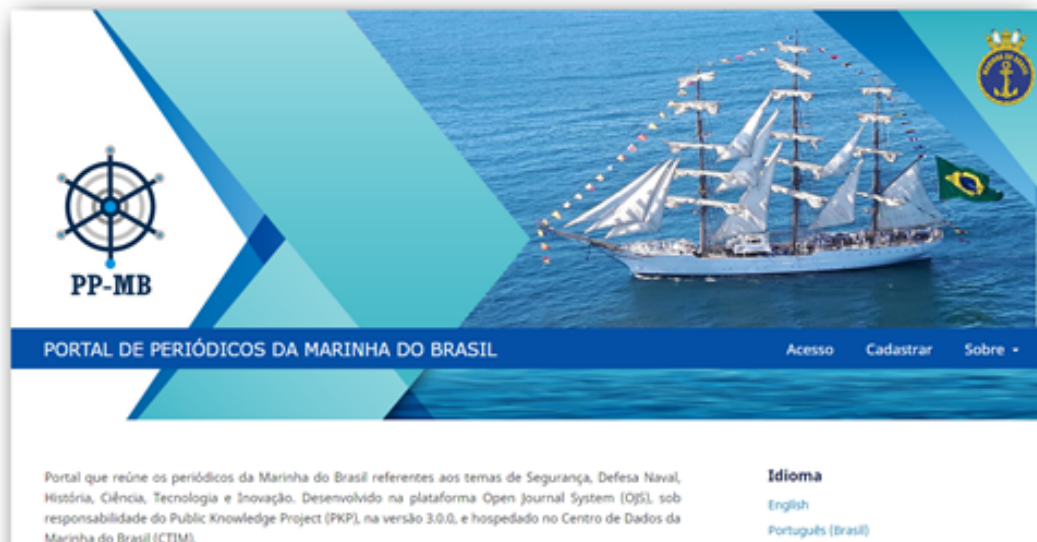 MARINHA DO BRASIL
PP-MB
PORTAL DE PERIÓDICOS DA MARINHA DO BRASIL
Acesso Cadastrar Sobre
Portal que reúne os periódicos da Marinha do Brasil referentes aos temas de Segurança, Defesa Naval,
História, Ciência, Tecnologia e Inovação. Desenvolvido na plataforma Open Journal System (OJS), sob
responsabilidade do Public Knowledge Project (PKP), na versão 3.0.0, e hospedado no Centro de Dados da
Marinha do Brasil (CTIM).
Idioma
English
Português (Brasil)